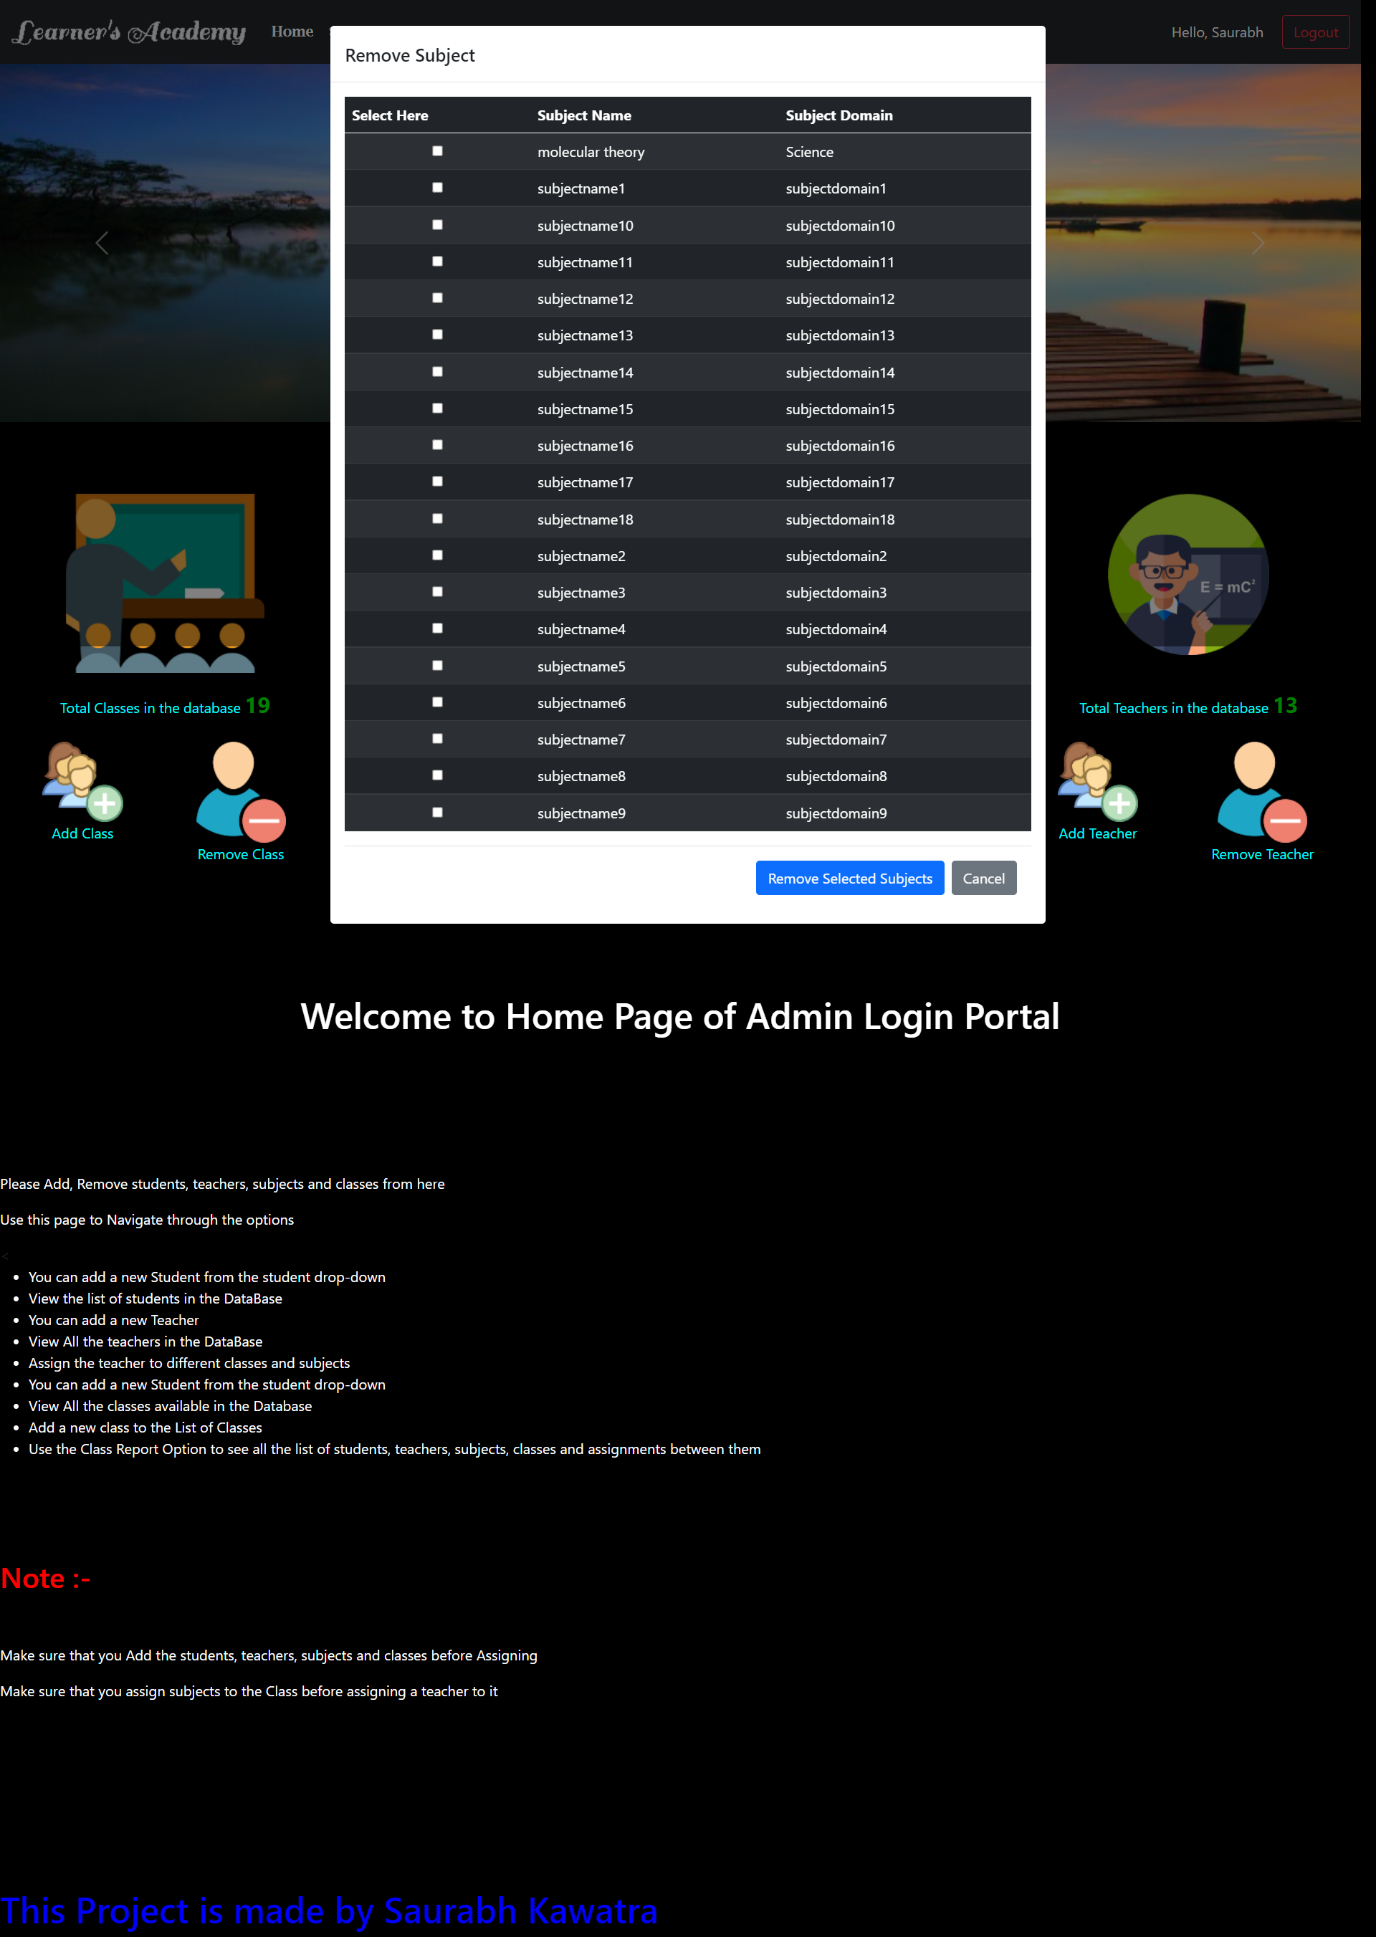 Learner's Academy Home Hello, Saurabh Logout
Remove Subject
Select Here Subject Name Subject Domain
molecular theory Science
subjectname1 subjectdomain1
subjectname10 subjectdomain10
subjectname11 subjectdomain11
subjectname12 subjectdomain12
subjectname13 subjectdomain13
subjectname14 subjectdomain14
subjectname15 subjectdomain15
subjectname16 subjectdomain16
subjectname17 subjectdomain17
subjectname18 subjectdomain18
subjectname2 subjectdomain2
subjectname3 subjectdomain3
subjectname4 subjectdomain4
subjectname5 subjectdomain5
subjectname6 subjectdomain6
subjectname7 subjectdomain7
subjectname8 subjectdomain8
subjectname9 subjectdomain9
Remove Selected Subjects Cancel
Total Classes in the database 19
Add Class
Remove Class
E = mC²
Total Teachers in the database 13
Add Teacher
Remove Teacher
Welcome to Home Page of Admin Login Portal
Please Add, Remove students, teachers, subjects and classes from here
Use this page to Navigate through the options
<
• You can add a new Student from the student drop-down
• View the list of students in the DataBase
• You can add a new Teacher
• View All the teachers in the DataBase
• Assign the teacher to different classes and subjects
• You can add a new Student from the student drop-down
• View All the classes available in the Database
• Add a new class to the List of Classes
• Use the Class Report Option to see all the list of students, teachers, subjects, classes and assignments between them
Note :-
Make sure that you Add the students, teachers, subjects and classes before Assigning
Make sure that you assign subjects to the Class before assigning a teacher to it
This Project is made by Saurabh Kawatra